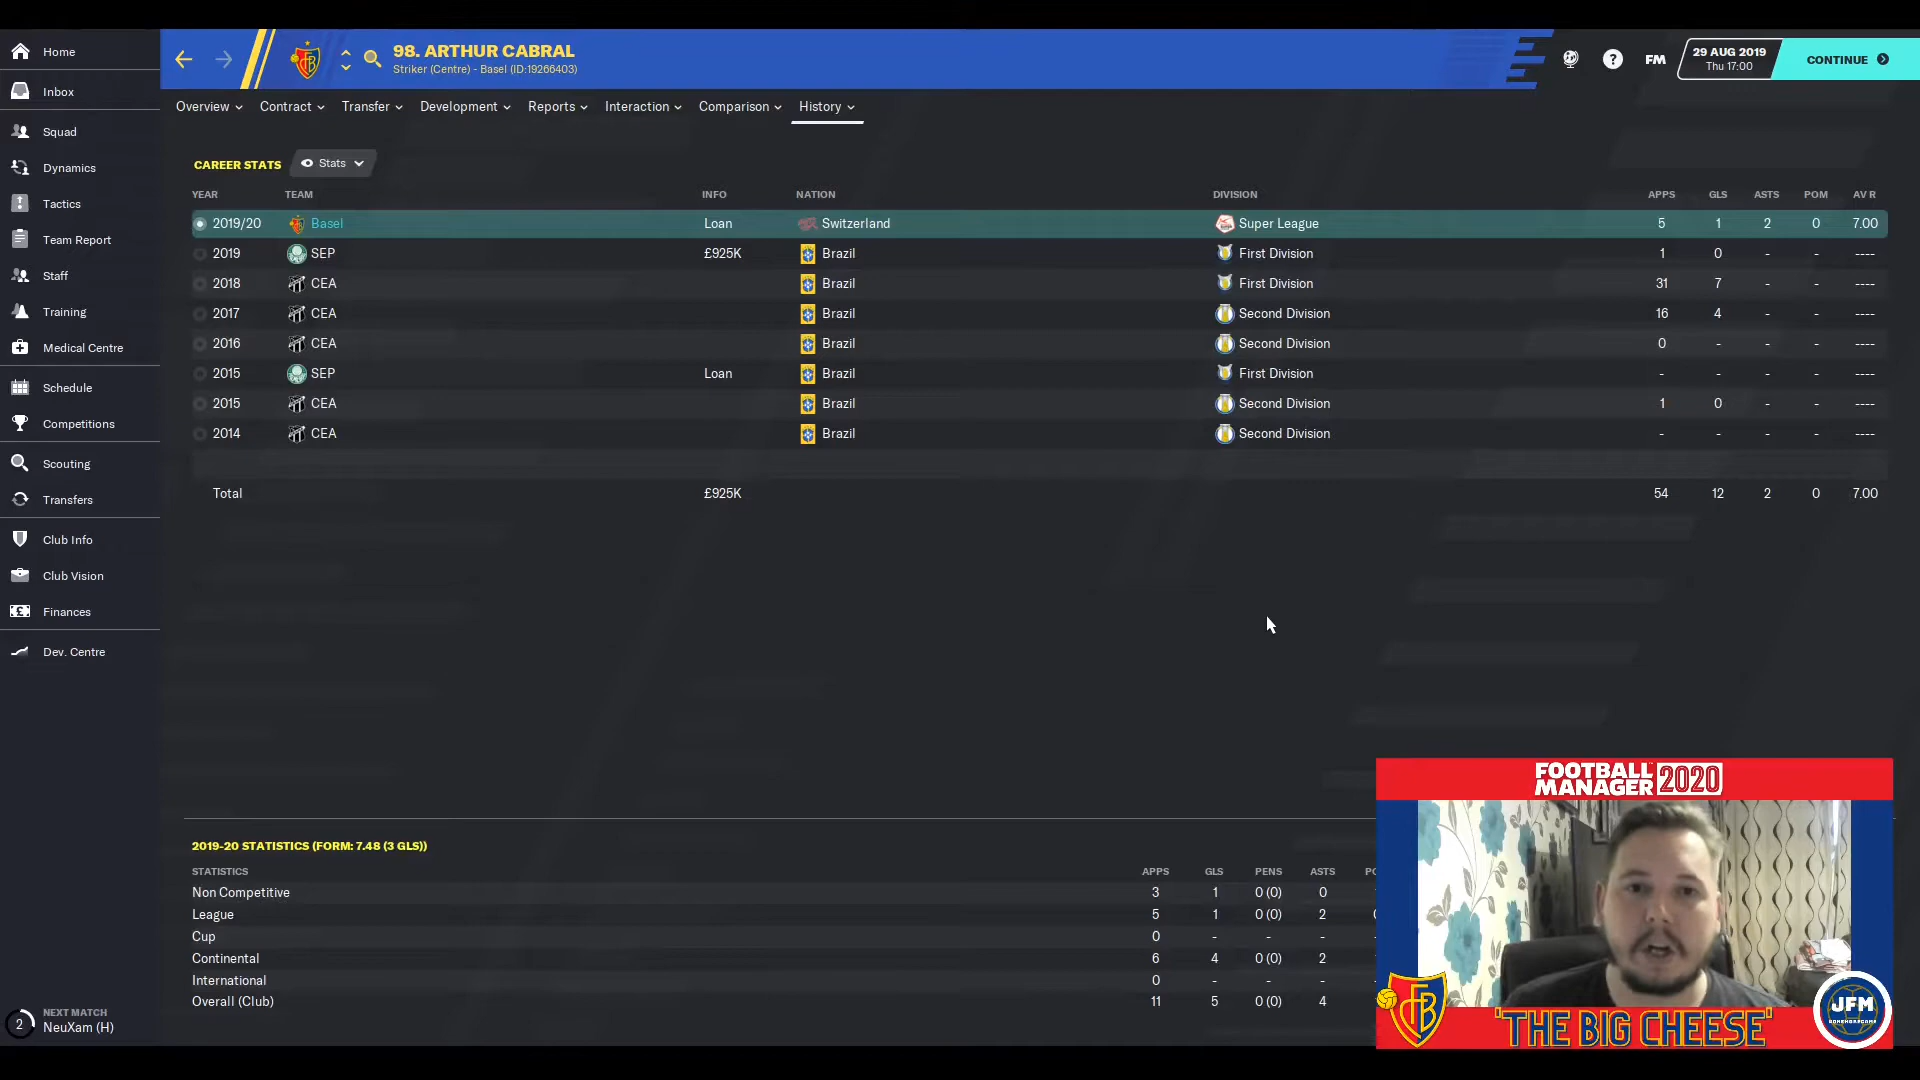 Home
Inbox
Squad
Dynamics
Tactics
Team Report
Staff
Training
Medical Centre
Schedule
Competitions
Scouting
Transfers
Club Info
Club Vision
Finances
Dev. Centre
2 NEXT MATCH
NeuXam (H)
98. ARTHUR CABRAL
Striker (Centre) - Basel (ID:19266403)
? FM
29 AUG 2019
Thu 17:00
CONTINUE
Overview Contract Transfer Development Reports Interaction Comparison History
CAREER STATS Stats
YEAR TEAM INFO NATION DIVISION APPS GLS ASTS POM AV R
2019/20 Basel Loan Switzerland Super League 5 1 2 0 7.00
2019 SEP £925K Brazil First Division 1 0 - - ----
2018 CEA Brazil First Division 31 7 - - ----
2017 CEA Brazil Second Division 16 4 - - ----
2016 CEA Brazil Second Division 0 - - - ----
2015 SEP Loan Brazil First Division - - - - ----
2015 CEA Brazil Second Division 1 0 - - ----
2014 CEA Brazil Second Division - - - - ----
Total £925K 54 12 2 0 7.00
2019-20 STATISTICS (FORM: 7.48 (3 GLS))
STATISTICS APPS GLS PENS ASTS
Non Competitive 3 1 0 (0) 0
League 5 1 0 (0) 2
Cup 0 - - -
Continental 6 4 0 (0) 2
International 0 - - -
Overall (Club) 11 5 0 (0) 4
FOOTBALL
MANAGER 2020
FCB
'THE BIG CHEESE'
JFM